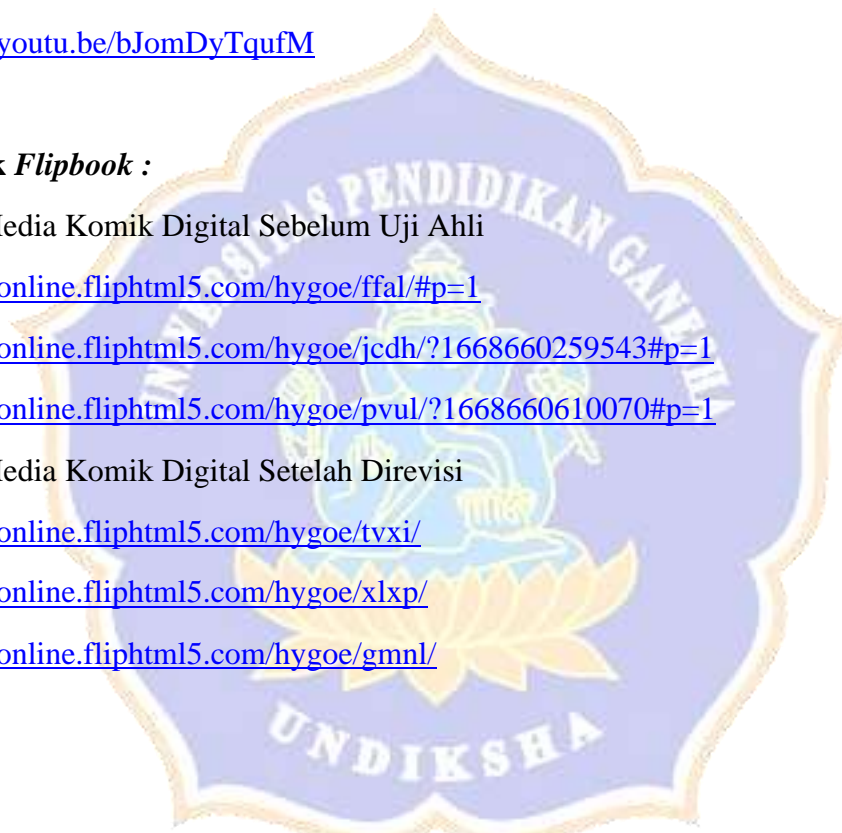 youtu.be/bJomDyTqufM
k Flipbook :
Media Komik Digital Sebelum Uji Ahli
online.fliphtml5.com/hygoe/ffal/#p=1
online.fliphtml5.com/hygoe/jcdh/?1668660259543#p=1
online.fliphtml5.com/hygoe/pvul/?1668660610070#p=1
Media Komik Digital Setelah Direvisi
online.fliphtml5.com/hygoe/tvxi/
online.fliphtml5.com/hygoe/xlxp/
online.fliphtml5.com/hygoe/gmnl/
UNIVERSITAS PENDIDIKAN GANESHA
UNDIKSHA